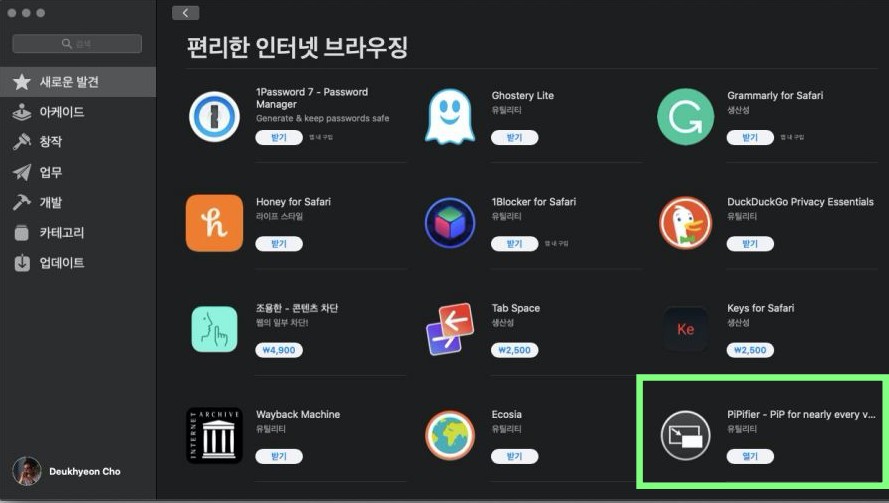 검색
편리한 인터넷 브라우징
새로운 발견
아케이드
창작
업무
개발
카테고리
업데이트
Deukhyeon Cho
1Password 7 - Password
Manager
Generate & keep passwords safe
받기
앱 내 구입
Ghostery Lite
유틸리티
받기
Grammarly for Safari
생산성
받기
앱 내 구입
Honey for Safari
라이프 스타일
받기
1Blocker for Safari
유틸리티
받기
앱 내 구입
DuckDuckGo Privacy Essentials
유틸리티
받기
조용한 - 콘텐츠 차단
웹의 일부 차단!
₩4,900
Tab Space
생산성
₩2,500
Ke
Keys for Safari
생산성
₩2,500
INTERNET ARCHIVE
Wayback Machine
유틸리티
받기
Ecosia
유틸리티
받기
PiPifier - PiP for nearly every v...
유틸리티
열기